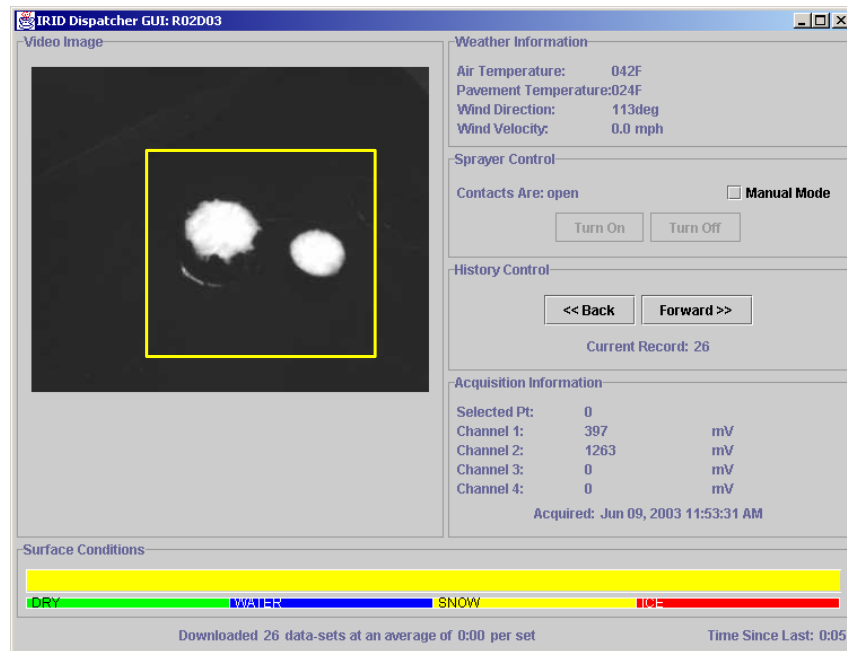 IRID Dispatcher GUI: R02D03
Video Image
Weather Information
Air Temperature: 042F
Pavement Temperature:024F
Wind Direction: 113deg
Wind Velocity: 0.0 mph
Sprayer Control
Contacts Are: open Manual Mode
Turn On Turn Off
History Control
<< Back Forward >>
Current Record: 26
Acquisition Information
Selected Pt: 0
Channel 1: 397 mV
Channel 2: 1263 mV
Channel 3: 0 mV
Channel 4: 0 mV
Acquired: Jun 09, 2003 11:53:31 AM
Surface Conditions
DRY WATER SNOW ICE
Downloaded 26 data-sets at an average of 0:00 per set Time Since Last: 0:05